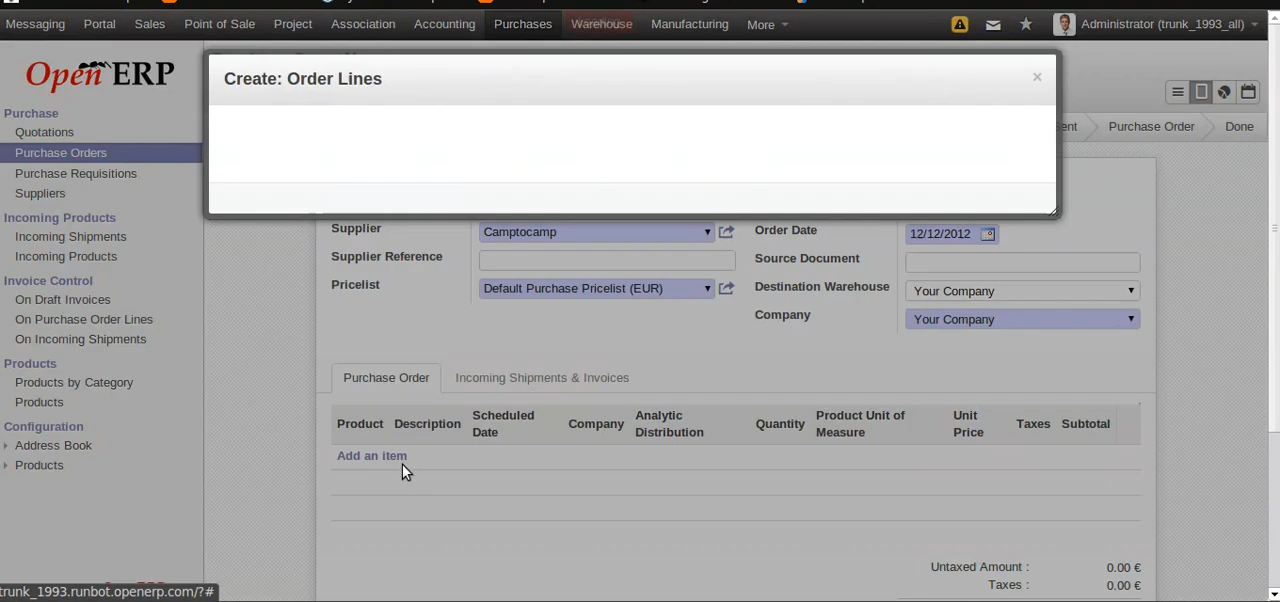 Messaging Portal Sales Point of Sale Project Invoicing Accounting Purchases Warehouse Manufacturing More Administrator (trunk_1993_all)
OpenERP
Create: Order Lines ×
Purchase
Quotations
Purchase Orders
Purchase Requisitions
Suppliers
Incoming Products
Incoming Shipments
Incoming Products
Invoice Control
On Draft Invoices
On Purchase Order Lines
On Incoming Shipments
Products
Products by Category
Products
Configuration
Address Book
Products
Purchase Order Done
Supplier Camptocamp
Supplier Reference
Pricelist Default Purchase Pricelist (EUR)
Order Date 12/12/2012
Source Document
Destination Warehouse Your Company
Company Your Company
Purchase Order Incoming Shipments & Invoices
Product Description Scheduled Date Company Analytic Distribution Quantity Product Unit of Measure Unit Price Taxes Subtotal
Add an item
Untaxed Amount : 0.00 €
Taxes : 0.00 €
trunk_1993.runbot.openerp.com/?#